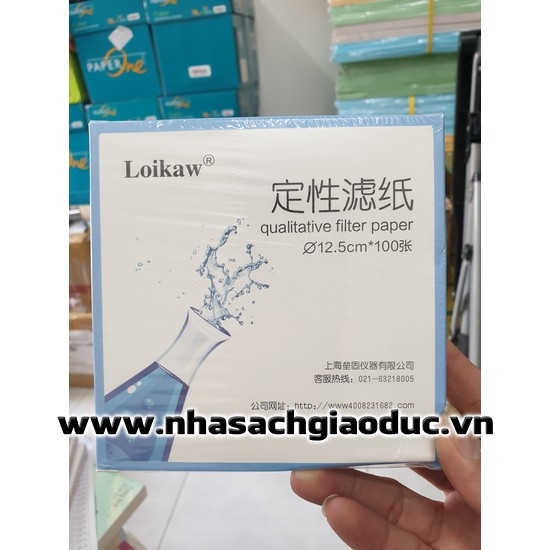 PAPER One
Loikaw®
定性滤纸
qualitative filter paper
Ø12.5cm*100张
上海垒固仪器有限公司
客服热线：021-63218005
公司网址：http://www4008231682.com
www.nhasachgiaoduc.vn